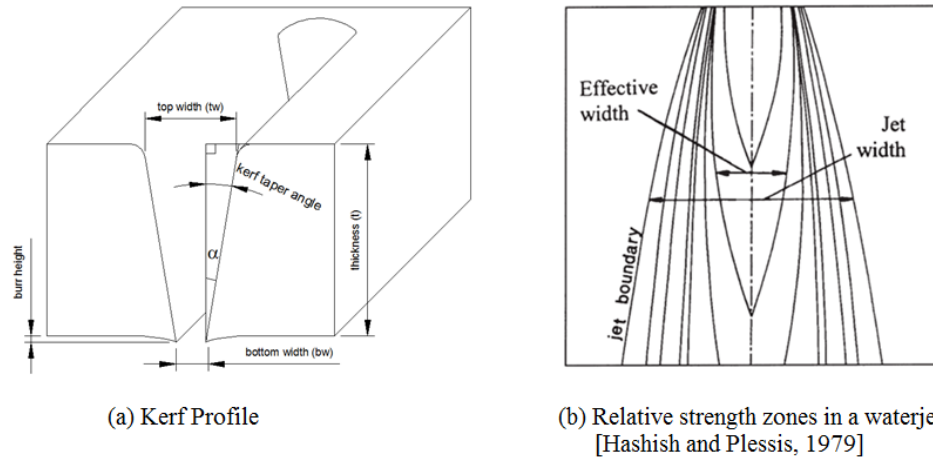 top width (tw)
kerf taper angle
α
thickness (t)
burr height
bottom width (bw)
(a) Kerf Profile
Effective
width
Jet
width
jet boundary
(b) Relative strength zones in a waterje
[Hashish and Plessis, 1979]